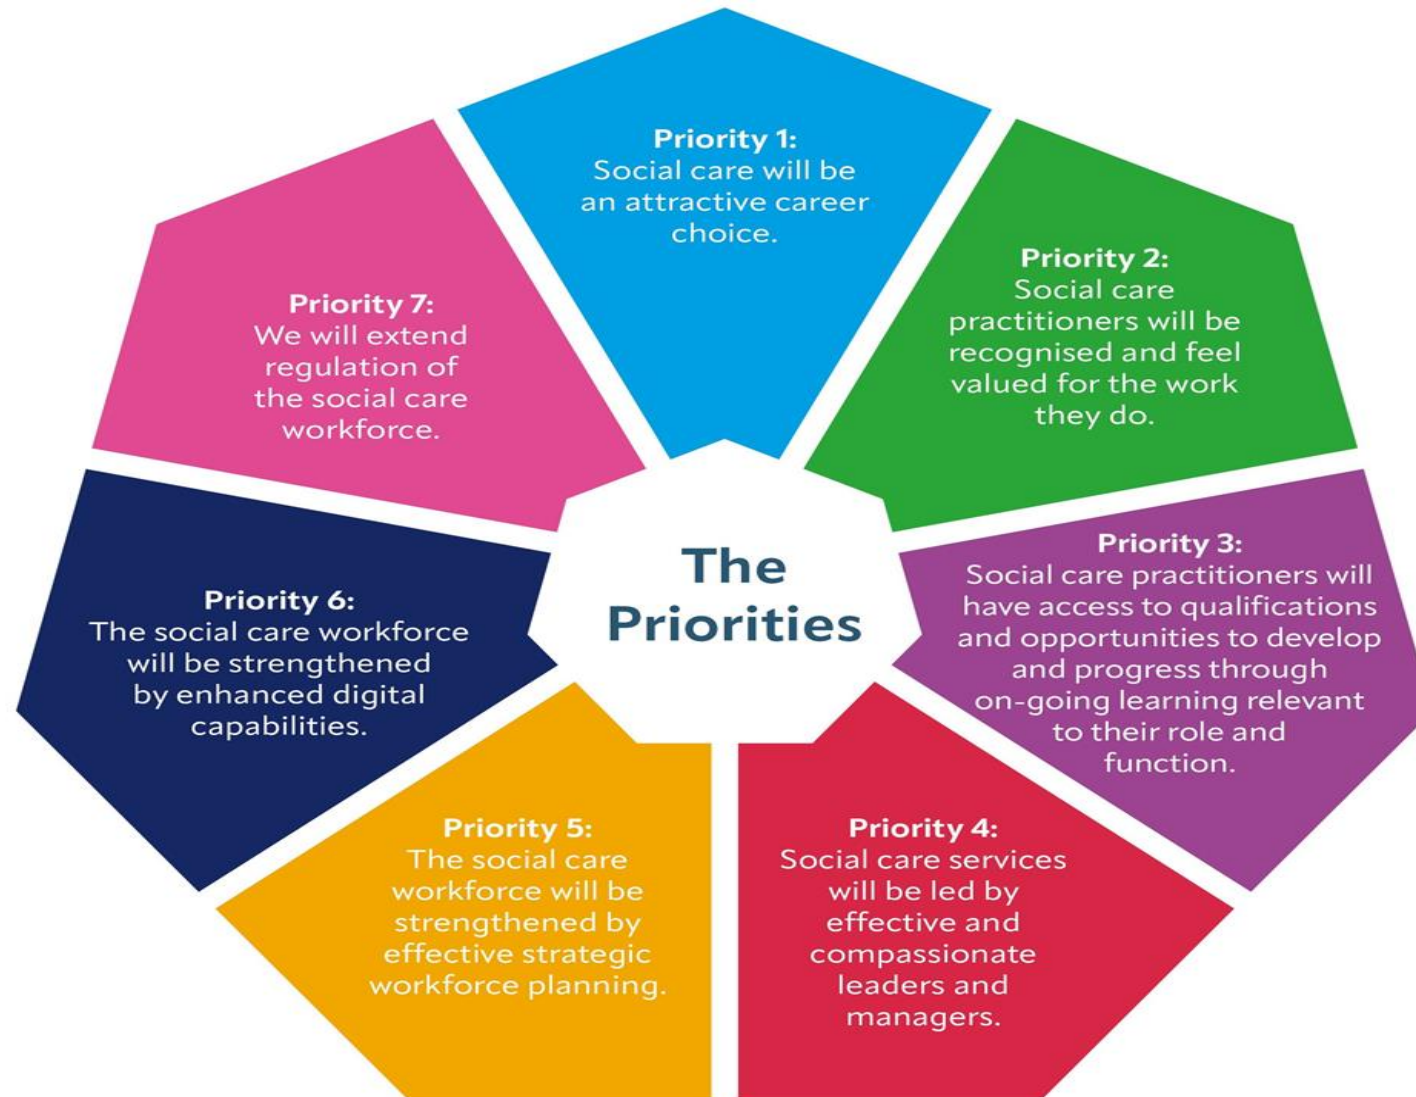 Priority 1:
Social care will be
an attractive career
choice.
Priority 2:
Social care
practitioners will be
recognised and feel
valued for the work
they do.
Priority 3:
Social care practitioners will
have access to qualifications
and opportunities to develop
and progress through
on-going learning relevant
to their role and
function.
Priority 4:
Social care services
will be led by
effective and
compassionate
leaders and
managers.
Priority 5:
The social care
workforce will be
strengthened by
effective strategic
workforce planning.
Priority 6:
The social care workforce
will be strengthened
by enhanced digital
capabilities.
Priority 7:
We will extend
regulation of
the social care
workforce.
The
Priorities